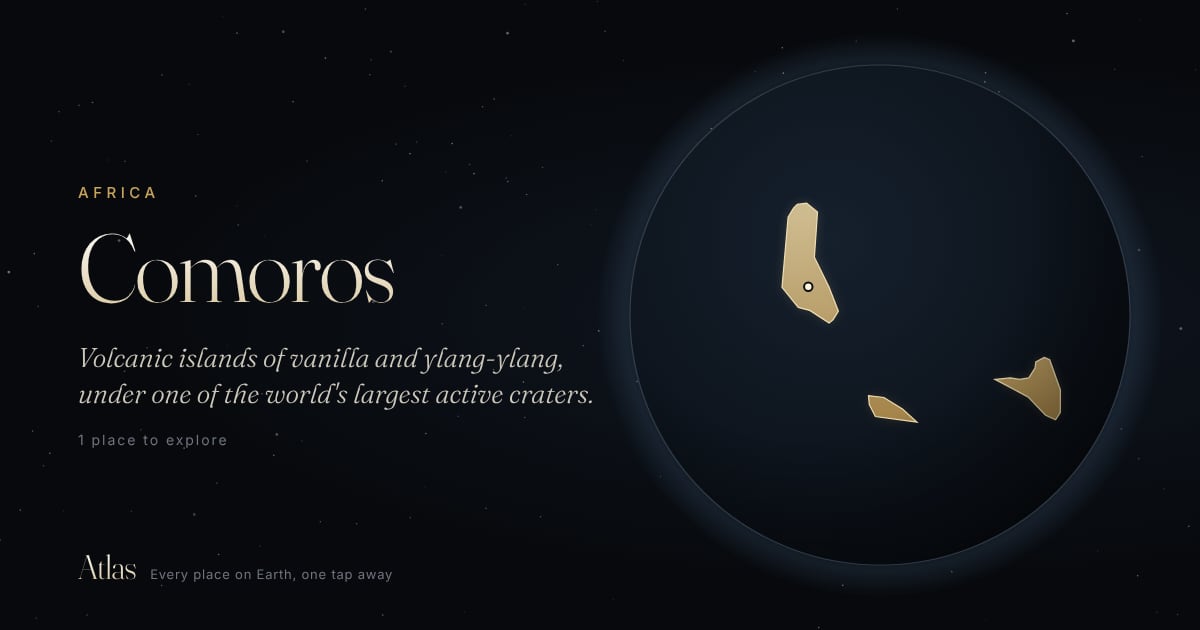 AFRICA
Comoros
Volcanic islands of vanilla and ylang-ylang,
under one of the world's largest active craters.
1 place to explore
Atlas Every place on Earth, one tap away